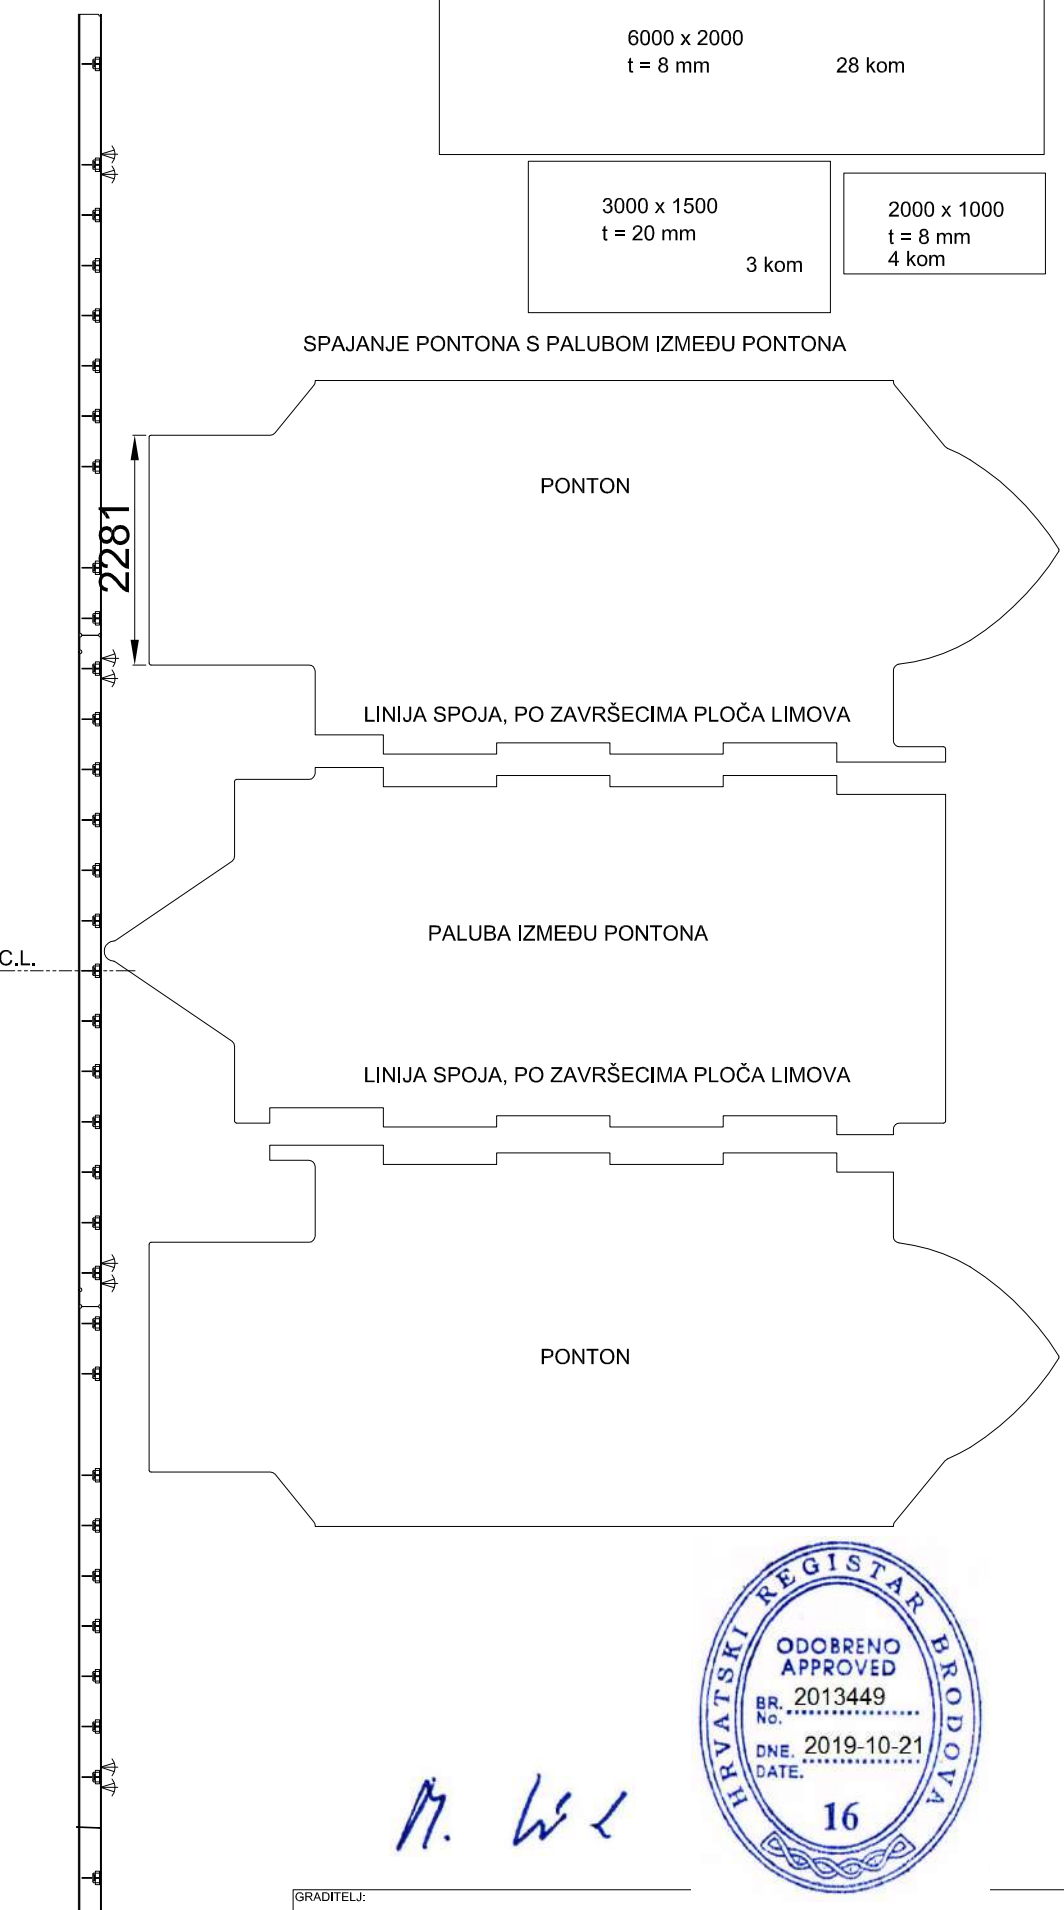 6000 x 2000
t = 8 mm 28 kom
3000 x 1500
t = 20 mm
3 kom
2000 x 1000
t = 8 mm
4 kom
SPAJANJE PONTONA S PALUBOM IZMEĐU PONTONA
2281
PONTON
LINIJA SPOJA, PO ZAVRŠECIMA PLOČA LIMOVA
PALUBA IZMEĐU PONTONA
C.L.
LINIJA SPOJA, PO ZAVRŠECIMA PLOČA LIMOVA
PONTON
HRVATSKI REGISTAR BRODOVA
ODOBRENO
APPROVED
BR. 2013449
No.
DNE. 2019-10-21
DATE.
16
GRADITELJ: